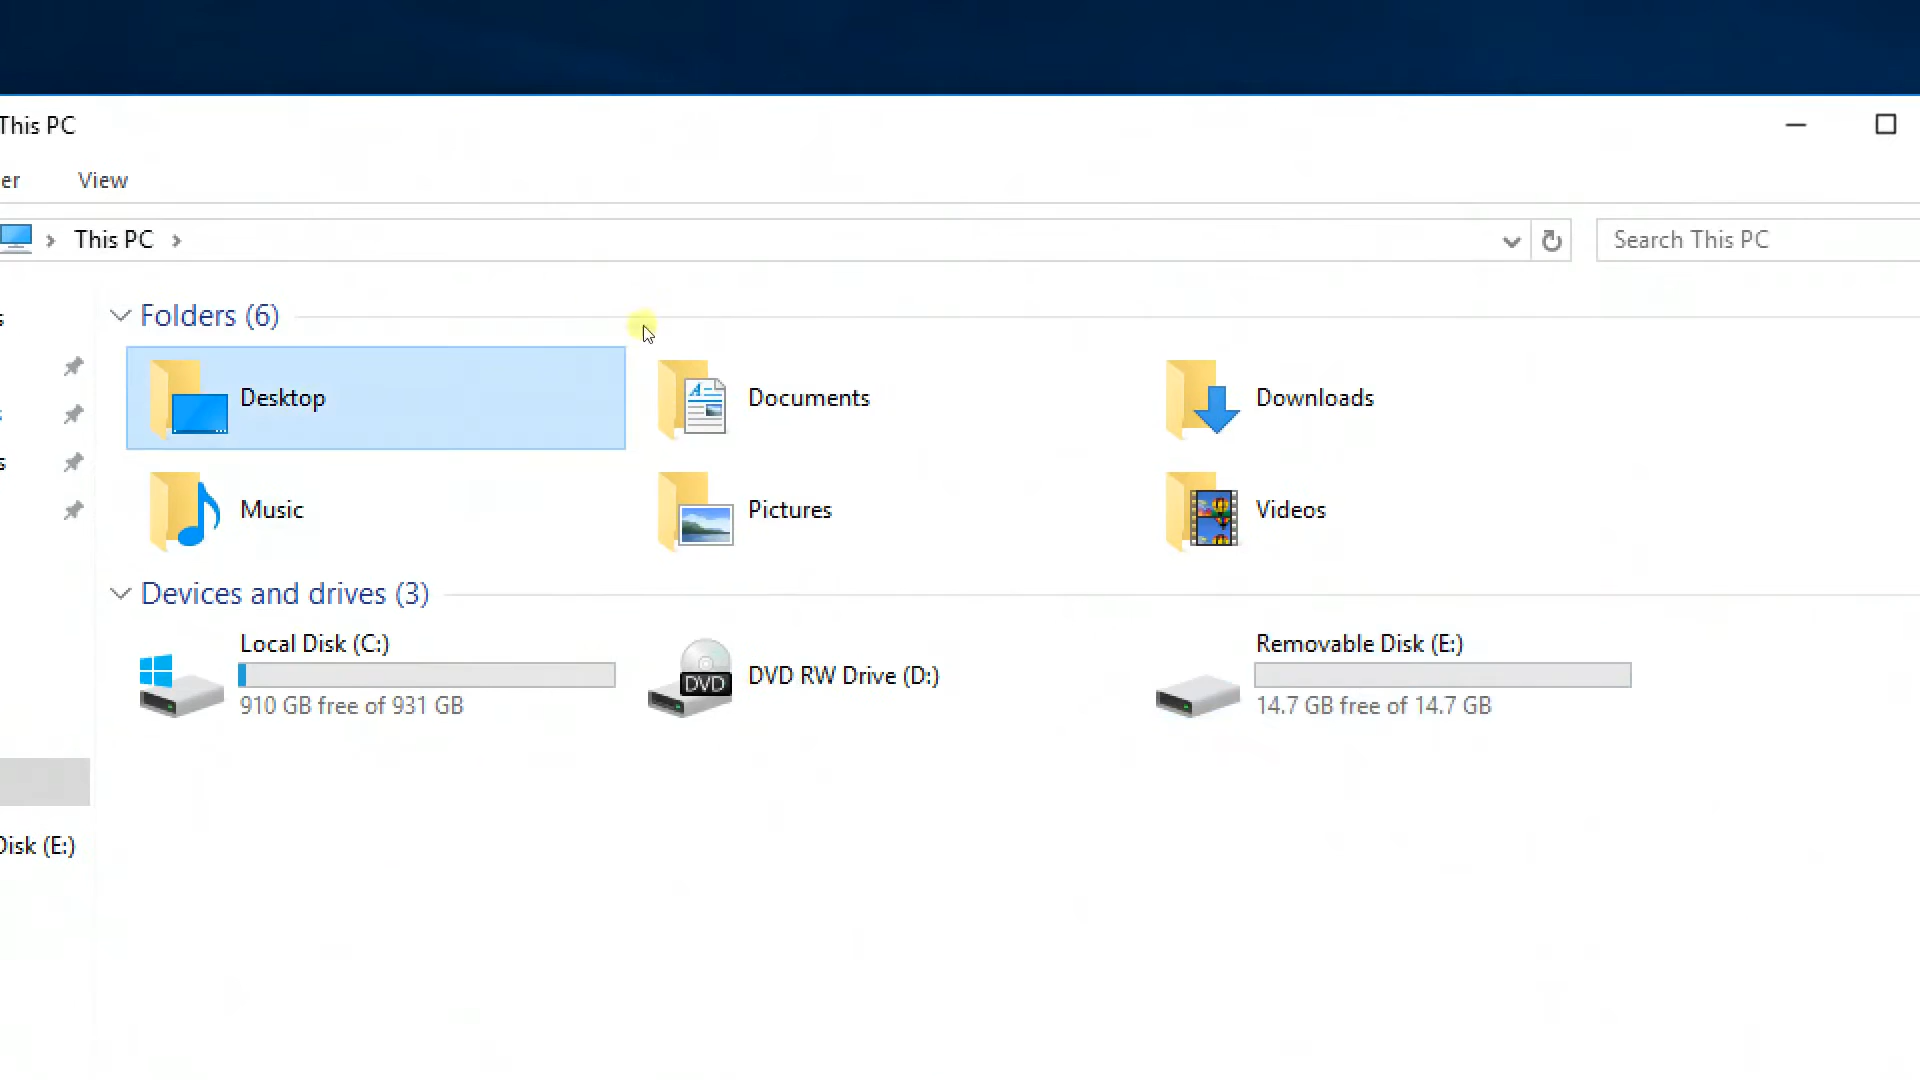 This PC
er
View
This PC
Search This PC
Folders (6)
Desktop
Documents
Downloads
Music
Pictures
Videos
Devices and drives (3)
Local Disk (C:)
910 GB free of 931 GB
DVD
DVD RW Drive (D:)
Removable Disk (E:)
14.7 GB free of 14.7 GB
Disk (E:)